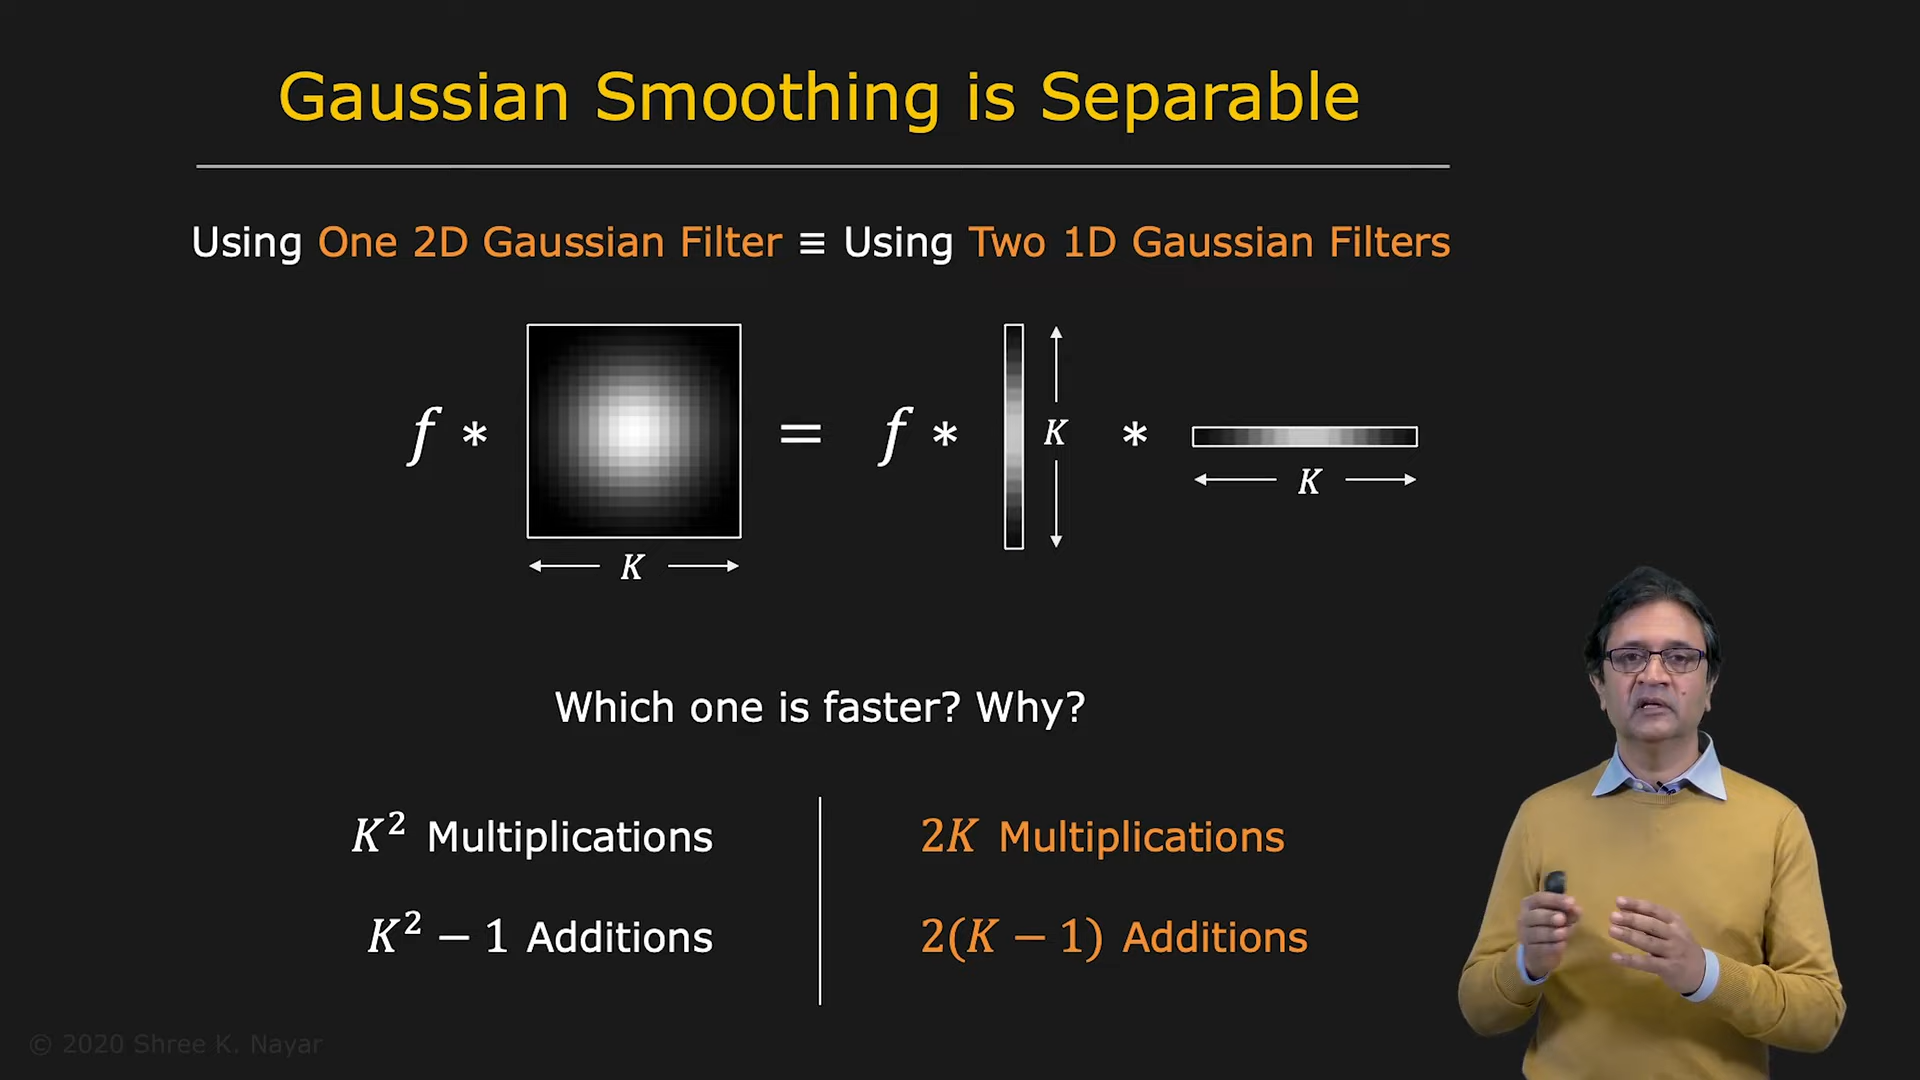 Gaussian Smoothing is Separable
Using One 2D Gaussian Filter ≡ Using Two 1D Gaussian Filters
f ∗ = f ∗ K ∗
K
K
Which one is faster? Why?
K² Multiplications
2K Multiplications
K² − 1 Additions
2(K − 1) Additions
© 2020 Shree K. Nayar